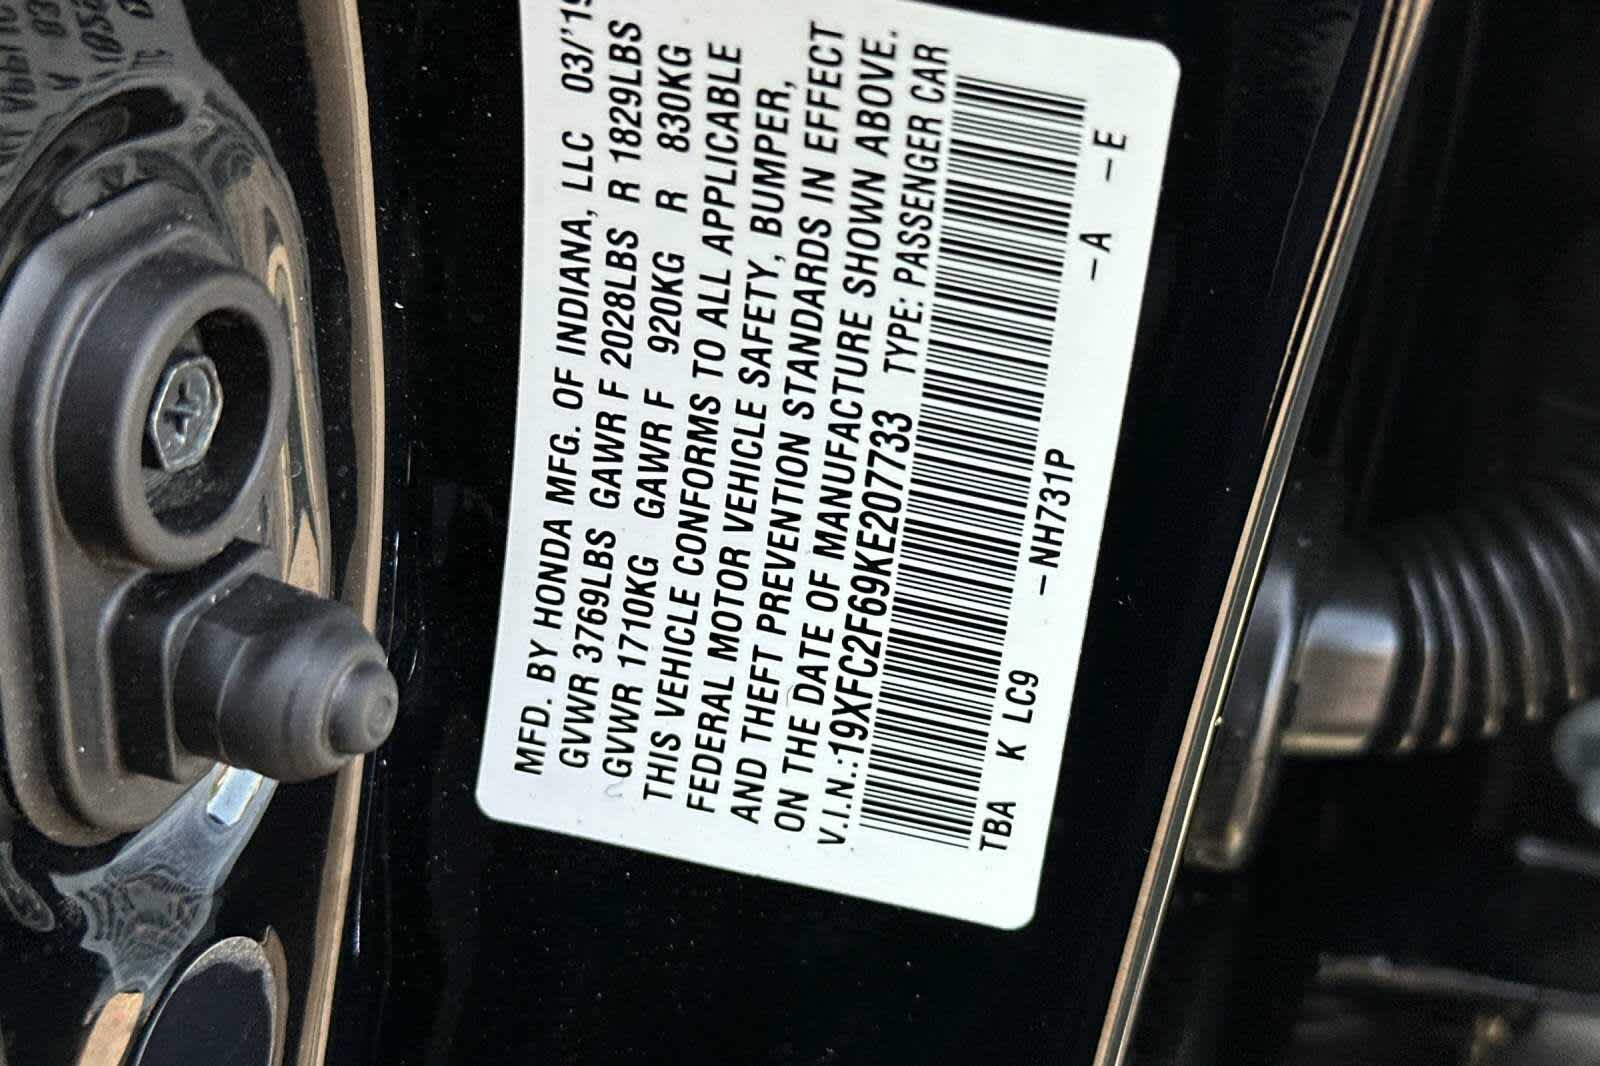 MFD. BY HONDA MFG. OF INDIANA, LLC 03/'19
GVWR 3769LBS GAWR F 2028LBS R 1829LBS
GVWR 1710KG GAWR F 920KG R 830KG
THIS VEHICLE CONFORMS TO ALL APPLICABLE
FEDERAL MOTOR VEHICLE SAFETY, BUMPER,
AND THEFT PREVENTION STANDARDS IN EFFECT
ON THE DATE OF MANUFACTURE SHOWN ABOVE.
V.I.N.:19XFC2F69KE207733 TYPE: PASSENGER CAR
TBA K LC9 –NH731P –A –E